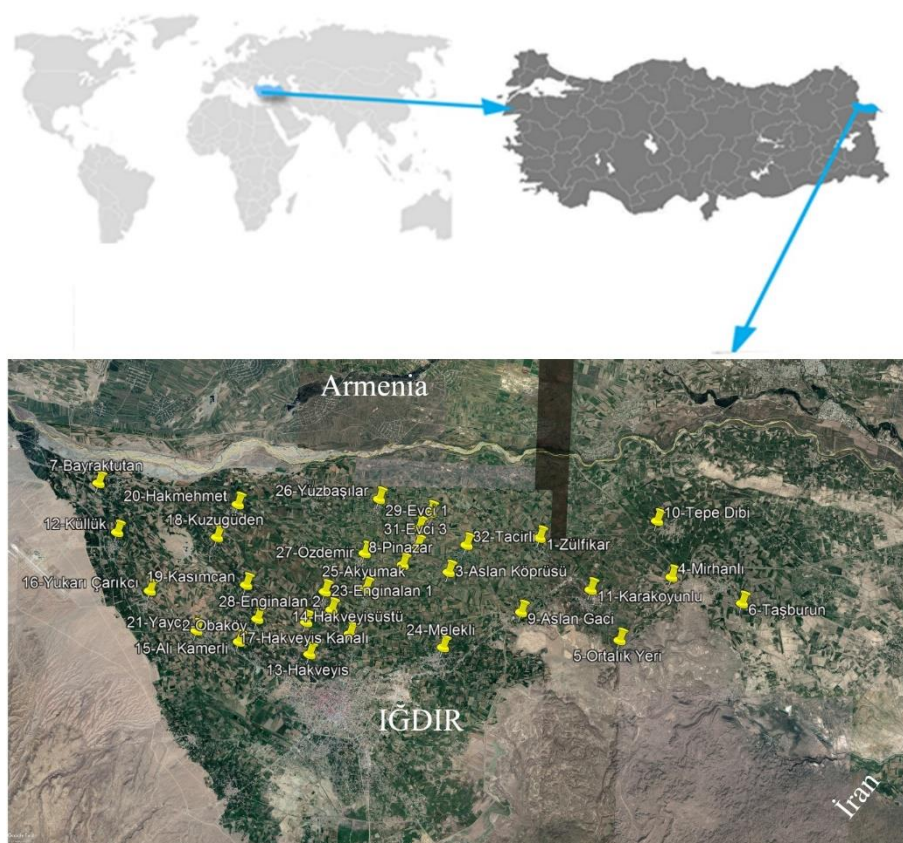 Armenia
7-Bayraktutan
20-Hakmehmet
26-Yüzbaşılar
29-Evci 1
10-Tepe Dibi
12-Küllük
18-Kuzugüden
31-Evci 3
32-Tacirli
1-Zülfikar
27-Özdemir
8-Pınazar
16-Yukarı Çarıkcı
19-Kasımcan
25-Akyumak
3-Aslan Köprüsü
4-Mirhanlı
28-Enginalan 2
23-Enginalan 1
11-Karakoyunlu
6-Taşburun
21-Yaycı
2-Obaköy
14-Hakveyisüstü
9-Aslan Gacı
15-Ali Kamerli
17-Hakveyis Kanalı
24-Melekli
5-Ortalık Yeri
13-Hakveyis
IĞDIR
İran